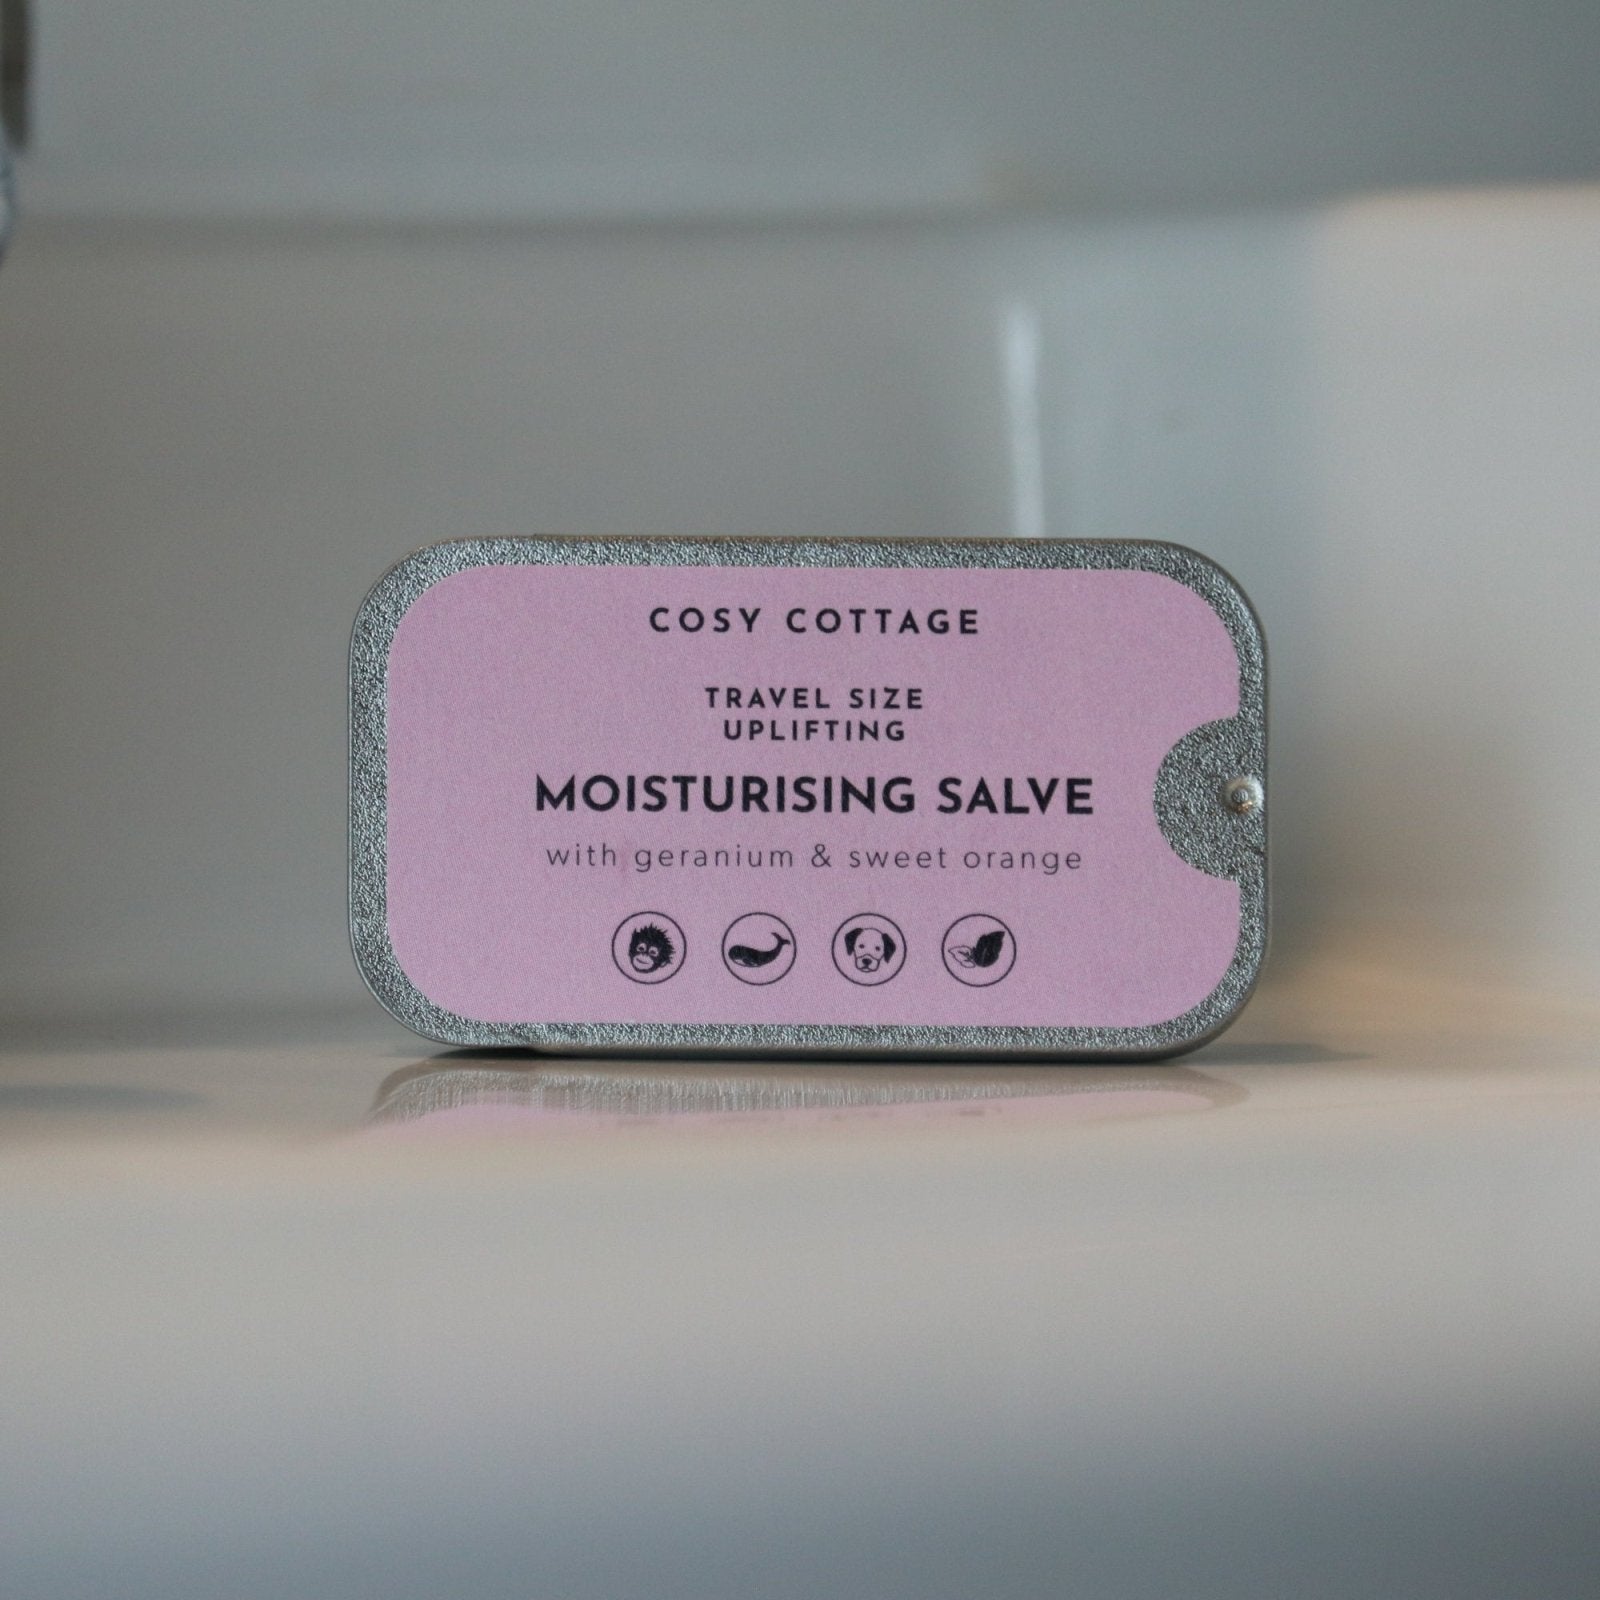 COSY COTTAGE
TRAVEL SIZE
UPLIFTING
MOISTURISING SALVE
with geranium & sweet orange